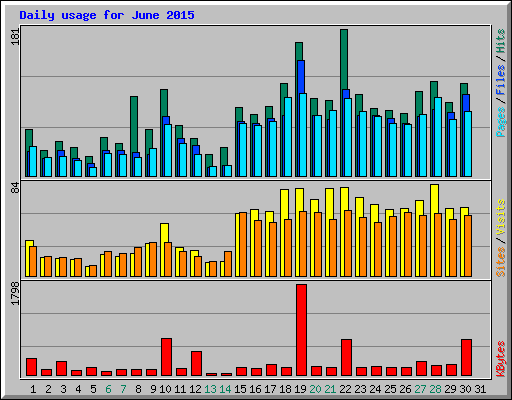 Daily usage for June 2015
181
Pages / Files / Hits
84
Sites / Visits
1798
KBytes
1 2 3 4 5 6 7 8 9 10 11 12 13 14 15 16 17 18 19 20 21 22 23 24 25 26 27 28 29 30 31